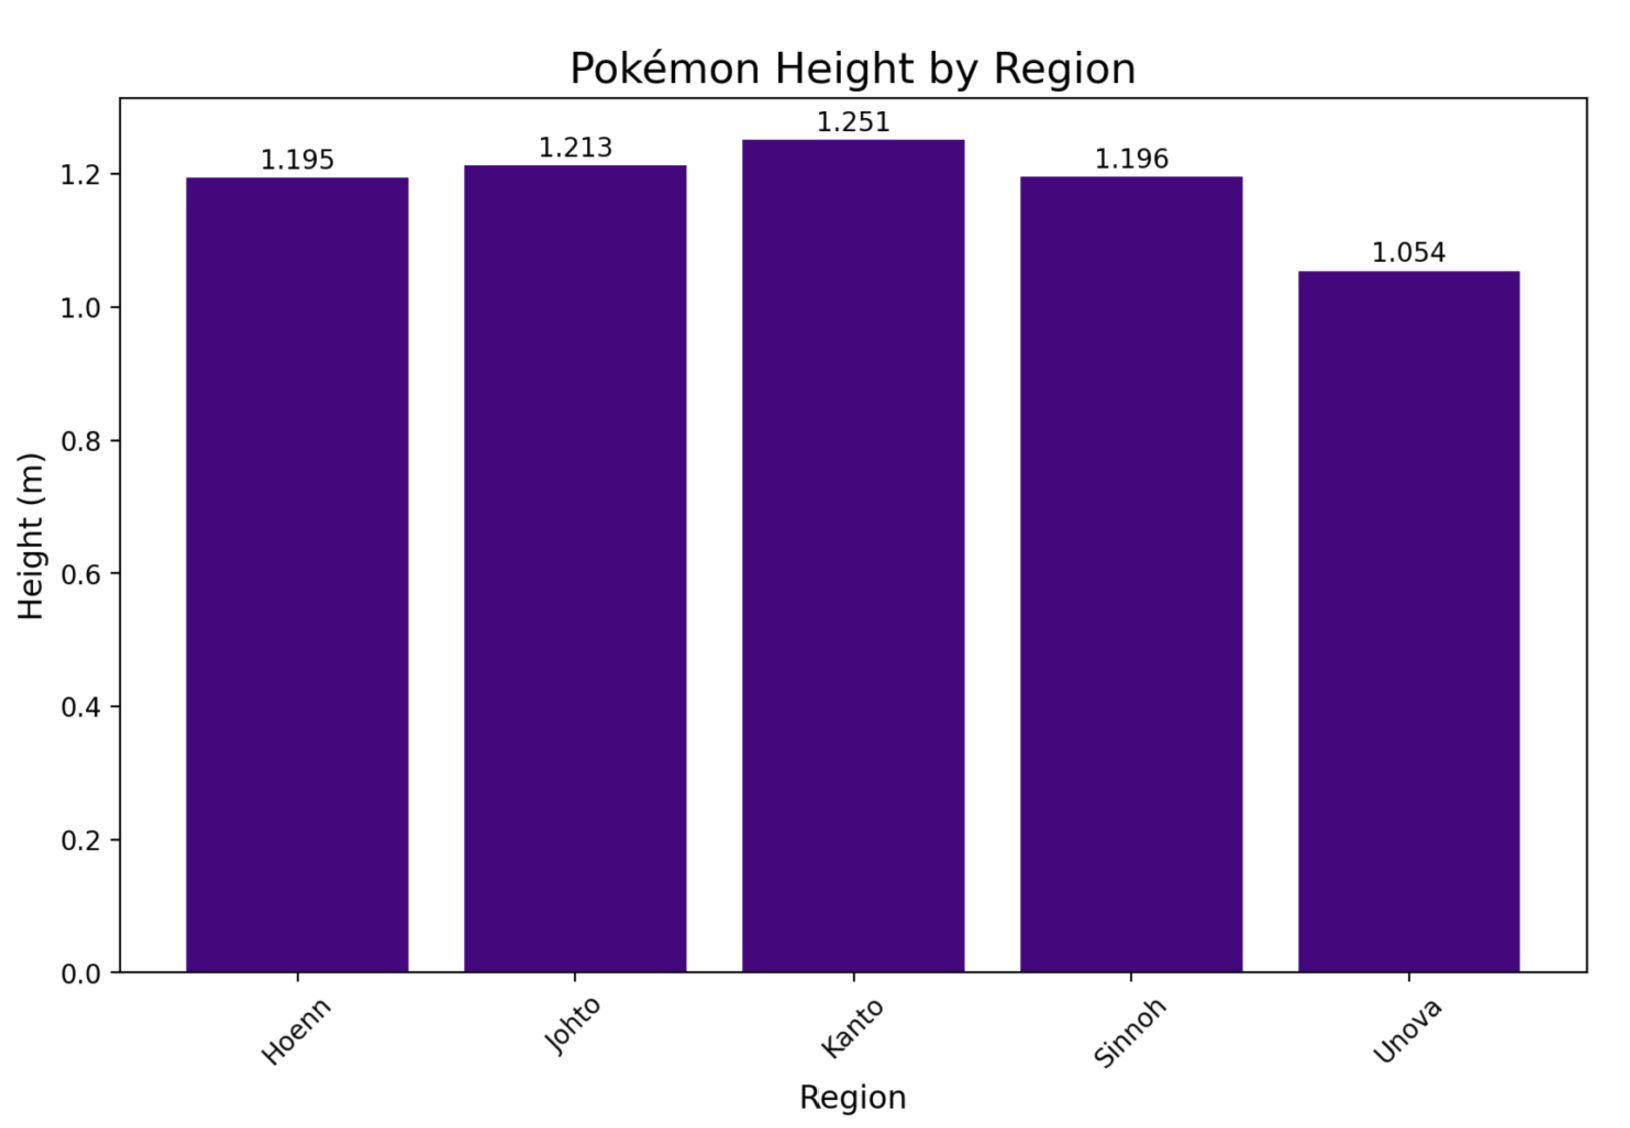 Pokémon Height by Region
1.195
1.213
1.251
1.196
1.054
1.2
1.0
0.8
0.6
0.4
0.2
0.0
Height (m)
Hoenn
Johto
Kanto
Sinnoh
Unova
Region